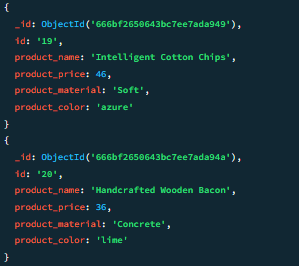 {
_id: ObjectId('666bf2650643bc7ee7ada949'),
id: '19',
product_name: 'Intelligent Cotton Chips',
product_price: 46,
product_material: 'Soft',
product_color: 'azure'
}
{
_id: ObjectId('666bf2650643bc7ee7ada94a'),
id: '20',
product_name: 'Handcrafted Wooden Bacon',
product_price: 36,
product_material: 'Concrete',
product_color: 'lime'
}